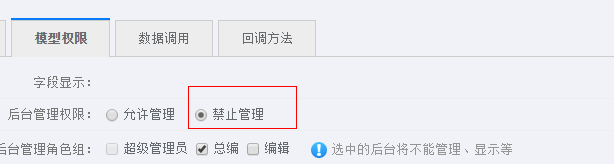 模型权限 数据调用 回调方法
字段显示：
后台管理权限： 允许管理 禁止管理
后台管理角色组： 超级管理员 总编 编辑 选中的后台将不能管理、显示等